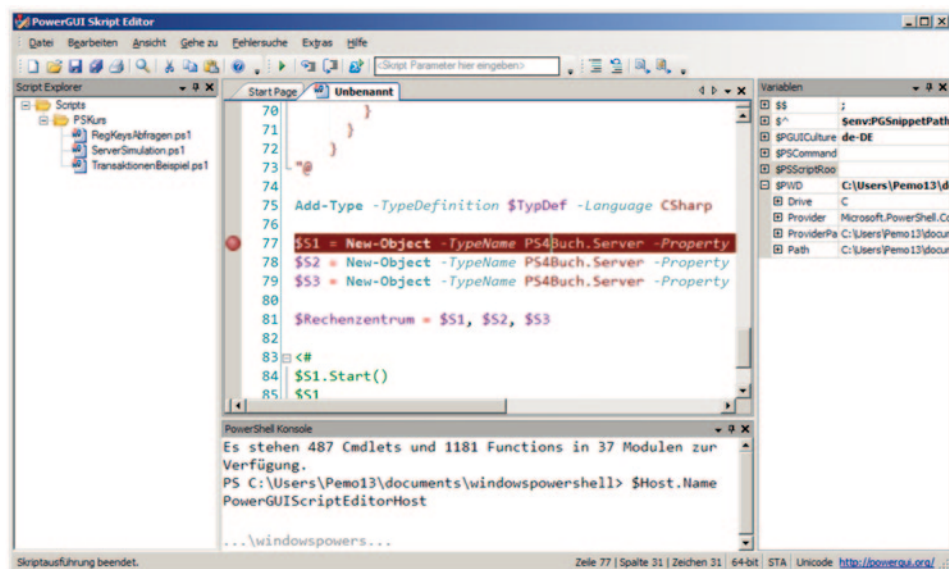 PowerGUI Skript Editor
Datei Bearbeiten Ansicht Gehe zu Fehlersuche Extras Hilfe
<Skript Parameter hier eingeben>
Script Explorer
Scripts
PSKurs
RegKeysAbfragen.ps1
ServerSimulation.ps1
TransaktionenBeispiel.ps1
Start Page Unbenannt
70 }
71 }
72 }
73 "@
74
75 Add-Type -TypeDefinition $TypDef -Language CSharp
76
77 $S1 = New-Object -TypeName PS4Buch.Server -Property
78 $S2 = New-Object -TypeName PS4Buch.Server -Property
79 $S3 = New-Object -TypeName PS4Buch.Server -Property
80
81 $Rechenzentrum = $S1, $S2, $S3
82
83 <#
84 $S1.Start()
85 $S1
PowerShell Konsole
Es stehen 487 Cmdlets und 1181 Functions in 37 Modulen zur
Verfügung.
PS C:\Users\Pemo13\documents\windowspowershell> $Host.Name
PowerGUIScriptEditorHost
...\windowspowers...
Variablen
$$ ;
$^ $env:PGSnippetPath
$PGUICulture de-DE
$PSCommand
$PSScriptRoo
$PWD C:\Users\Pemo13\d
Drive C
Provider Microsoft.PowerShell.Co
ProviderPa C:\Users\Pemo13\docum
Path C:\Users\Pemo13\docum
Skriptausführung beendet. Zeile 77 | Spalte 31 | Zeichen 31 64-bit STA Unicode http://powergui.org/